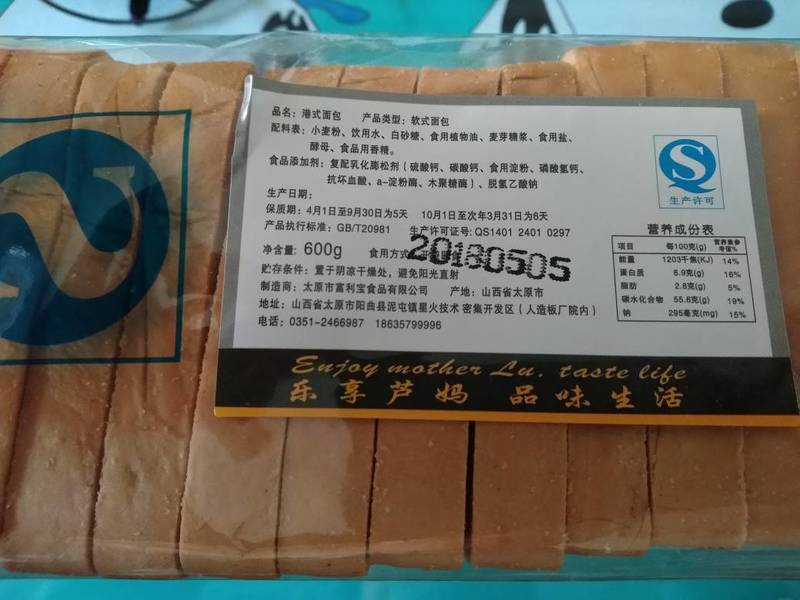 品名：港式面包 产品类型：软式面包
配料表：小麦粉、饮用水、白砂糖、食用植物油、麦芽糖浆、食用盐、
酵母、食品用香精。
食品添加剂：复配乳化膨松剂（硫酸钙、碳酸钙、食用淀粉、磷酸氢钙、
抗坏血酸、a-淀粉酶、木聚糖酶）、脱氢乙酸钠
生产日期：
保质期：4月1日至9月30日为5天 10月1日至次年3月31日为6天
产品执行标准：GB/T20981 生产许可证号：QS1401 2401 0297
净含量：600g 食用方式：
20180505
贮存条件：置于阴凉干燥处，避免阳光直射
制造商：太原市富利宝食品有限公司 产地：山西省太原市
地址：山西省太原市阳曲县泥屯镇星火技术 密集开发区（人造板厂院内）
电话：0351-2466987 18635799996
生产许可
营养成份表
项目 每100克(g) 营养素参考值%
能量 1203千焦(KJ) 14%
蛋白质 8.9克(g) 16%
脂肪 2.8克(g) 5%
碳水化合物 55.8克(g) 19%
钠 295毫克(mg) 15%
Enjoy mother Lu. taste life
乐享芦妈 品味生活